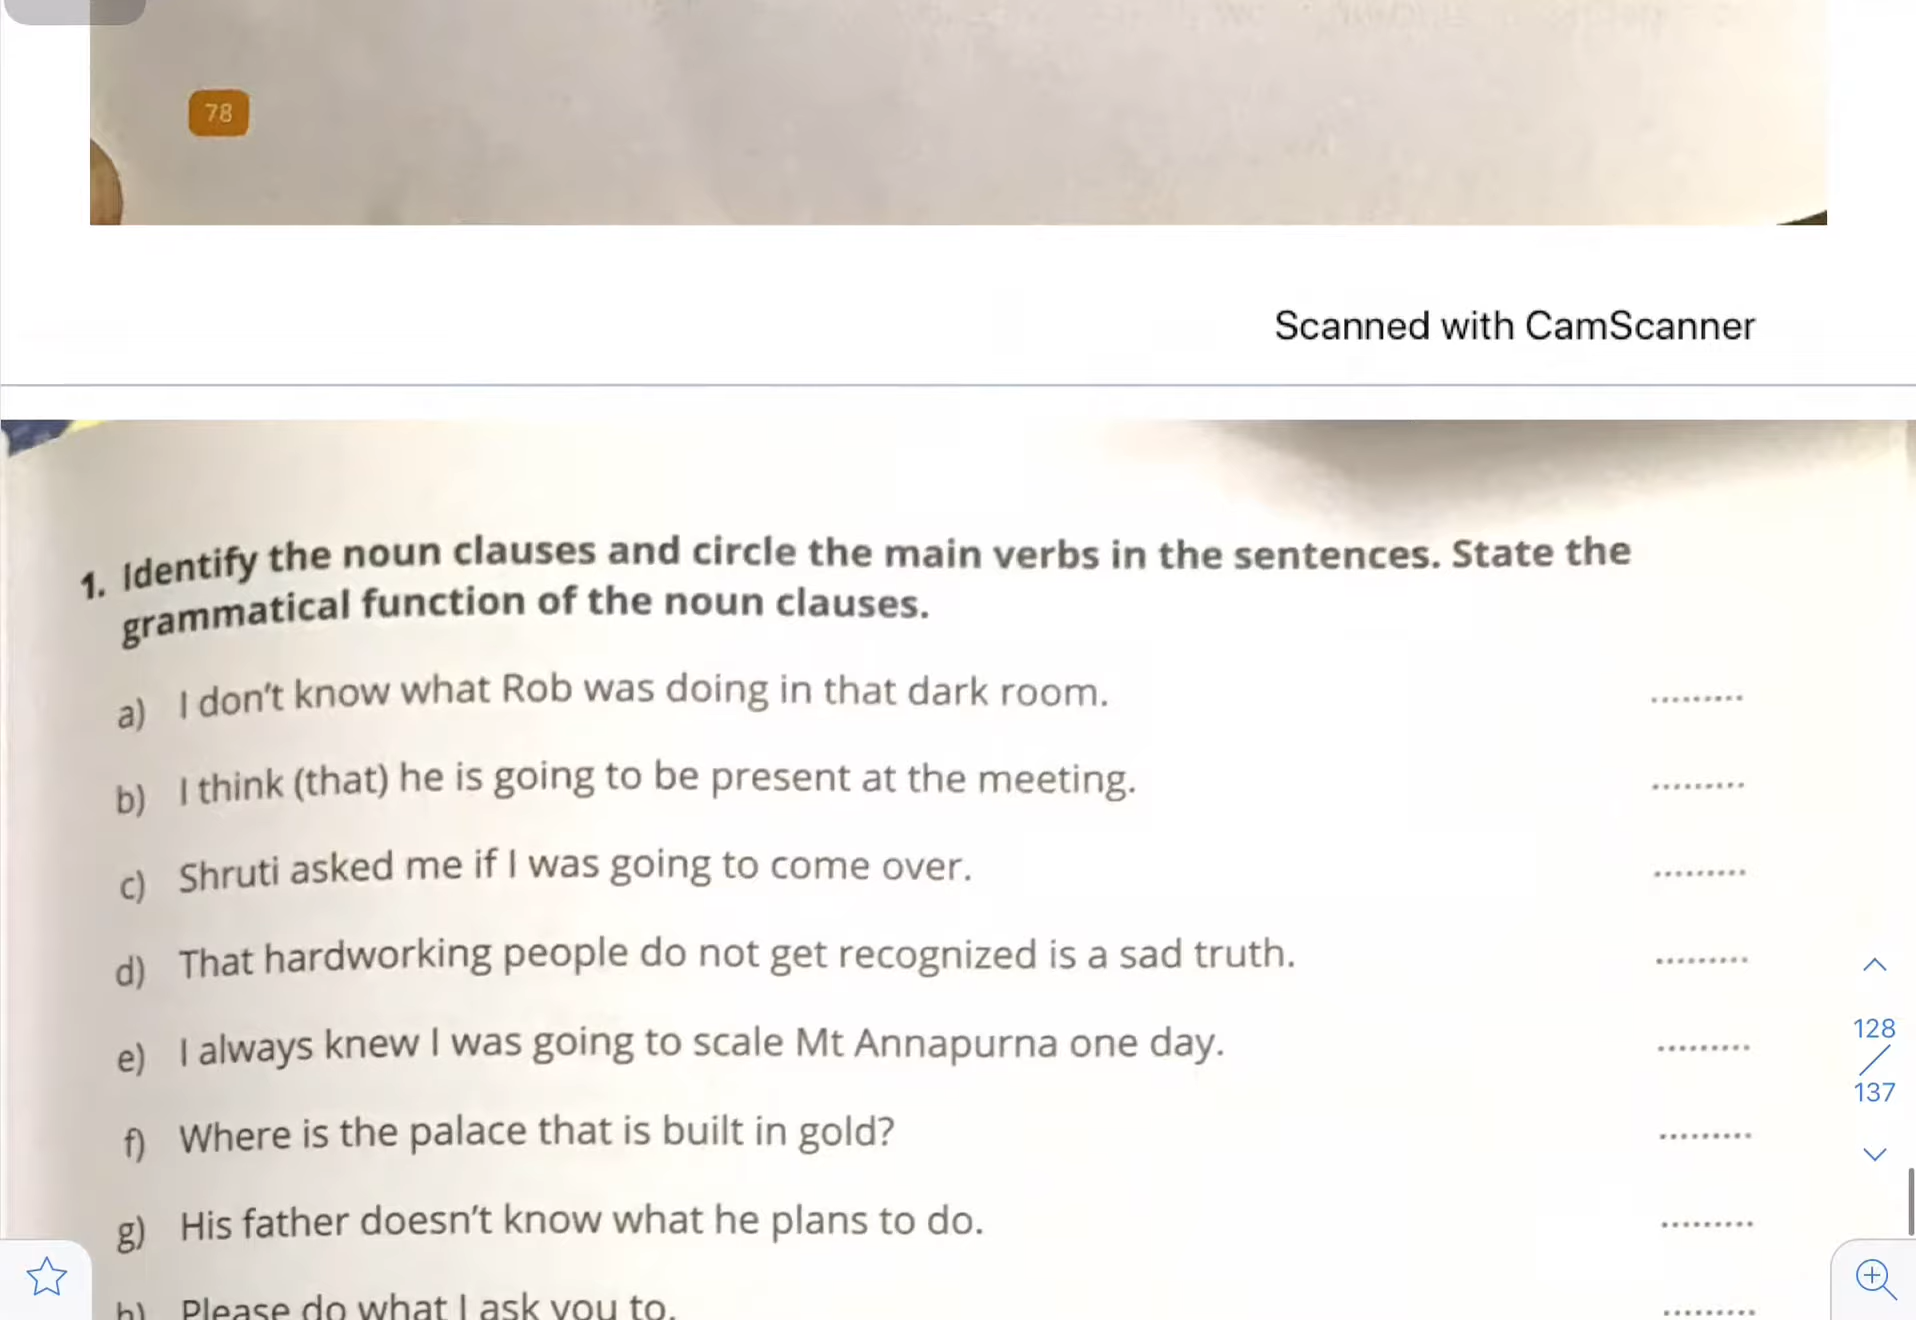 78
Scanned with CamScanner
1. Identify the noun clauses and circle the main verbs in the sentences. State the
grammatical function of the noun clauses.
a) I don't know what Rob was doing in that dark room. .........
b) I think (that) he is going to be present at the meeting. .........
c) Shruti asked me if I was going to come over. .........
d) That hardworking people do not get recognized is a sad truth. .........
e) I always knew I was going to scale Mt Annapurna one day. .........
f) Where is the palace that is built in gold? .........
g) His father doesn't know what he plans to do. .........
h) Please do what I ask you to. .........
128
/
137